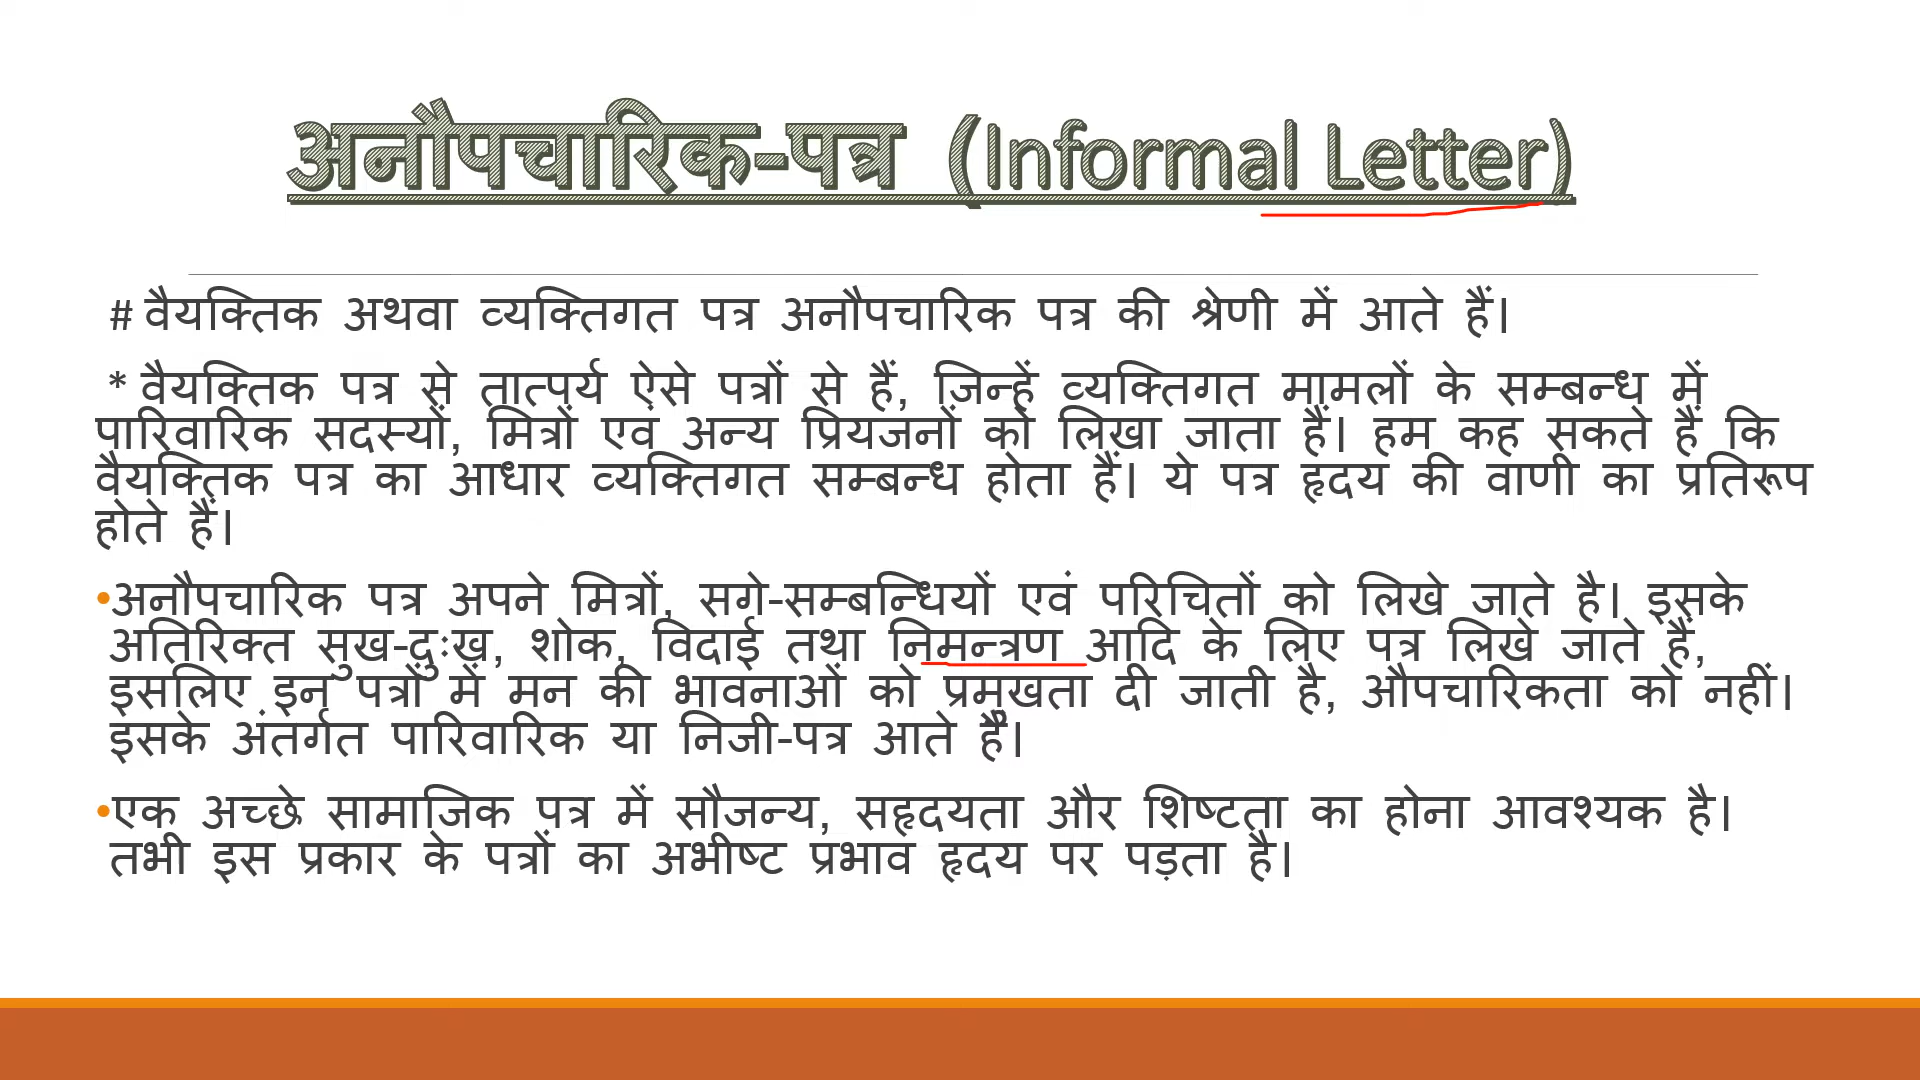 अनौपचारिक-पत्र (Informal Letter)
# वैयक्तिक अथवा व्यक्तिगत पत्र अनौपचारिक पत्र की श्रेणी में आते हैं।
* वैयक्तिक पत्र से तात्पर्य ऐसे पत्रों से हैं, जिन्हें व्यक्तिगत मामलों के सम्बन्ध में
पारिवारिक सदस्यों, मित्रों एवं अन्य प्रियजनों को लिखा जाता हैं। हम कह सकते हैं कि
वैयक्तिक पत्र का आधार व्यक्तिगत सम्बन्ध होता हैं। ये पत्र हृदय की वाणी का प्रतिरूप
होते हैं।
•अनौपचारिक पत्र अपने मित्रों, सगे-सम्बन्धियों एवं परिचितों को लिखे जाते है। इसके
अतिरिक्त सुख-दुःख, शोक, विदाई तथा निमन्त्रण आदि के लिए पत्र लिखे जाते हैं,
इसलिए इन पत्रों में मन की भावनाओं को प्रमुखता दी जाती है, औपचारिकता को नहीं।
इसके अंतर्गत पारिवारिक या निजी-पत्र आते हैं।
•एक अच्छे सामाजिक पत्र में सौजन्य, सहृदयता और शिष्टता का होना आवश्यक है।
तभी इस प्रकार के पत्रों का अभीष्ट प्रभाव हृदय पर पड़ता है।